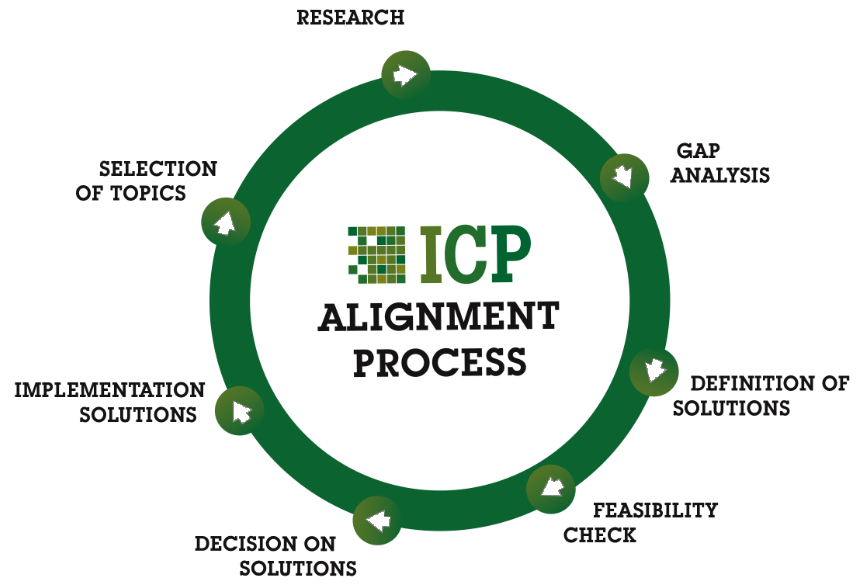 RESEARCH
GAP
ANALYSIS
DEFINITION OF
SOLUTIONS
FEASIBILITY
CHECK
DECISION ON
SOLUTIONS
IMPLEMENTATION
SOLUTIONS
SELECTION
OF TOPICS
ICP
ALIGNMENT
PROCESS